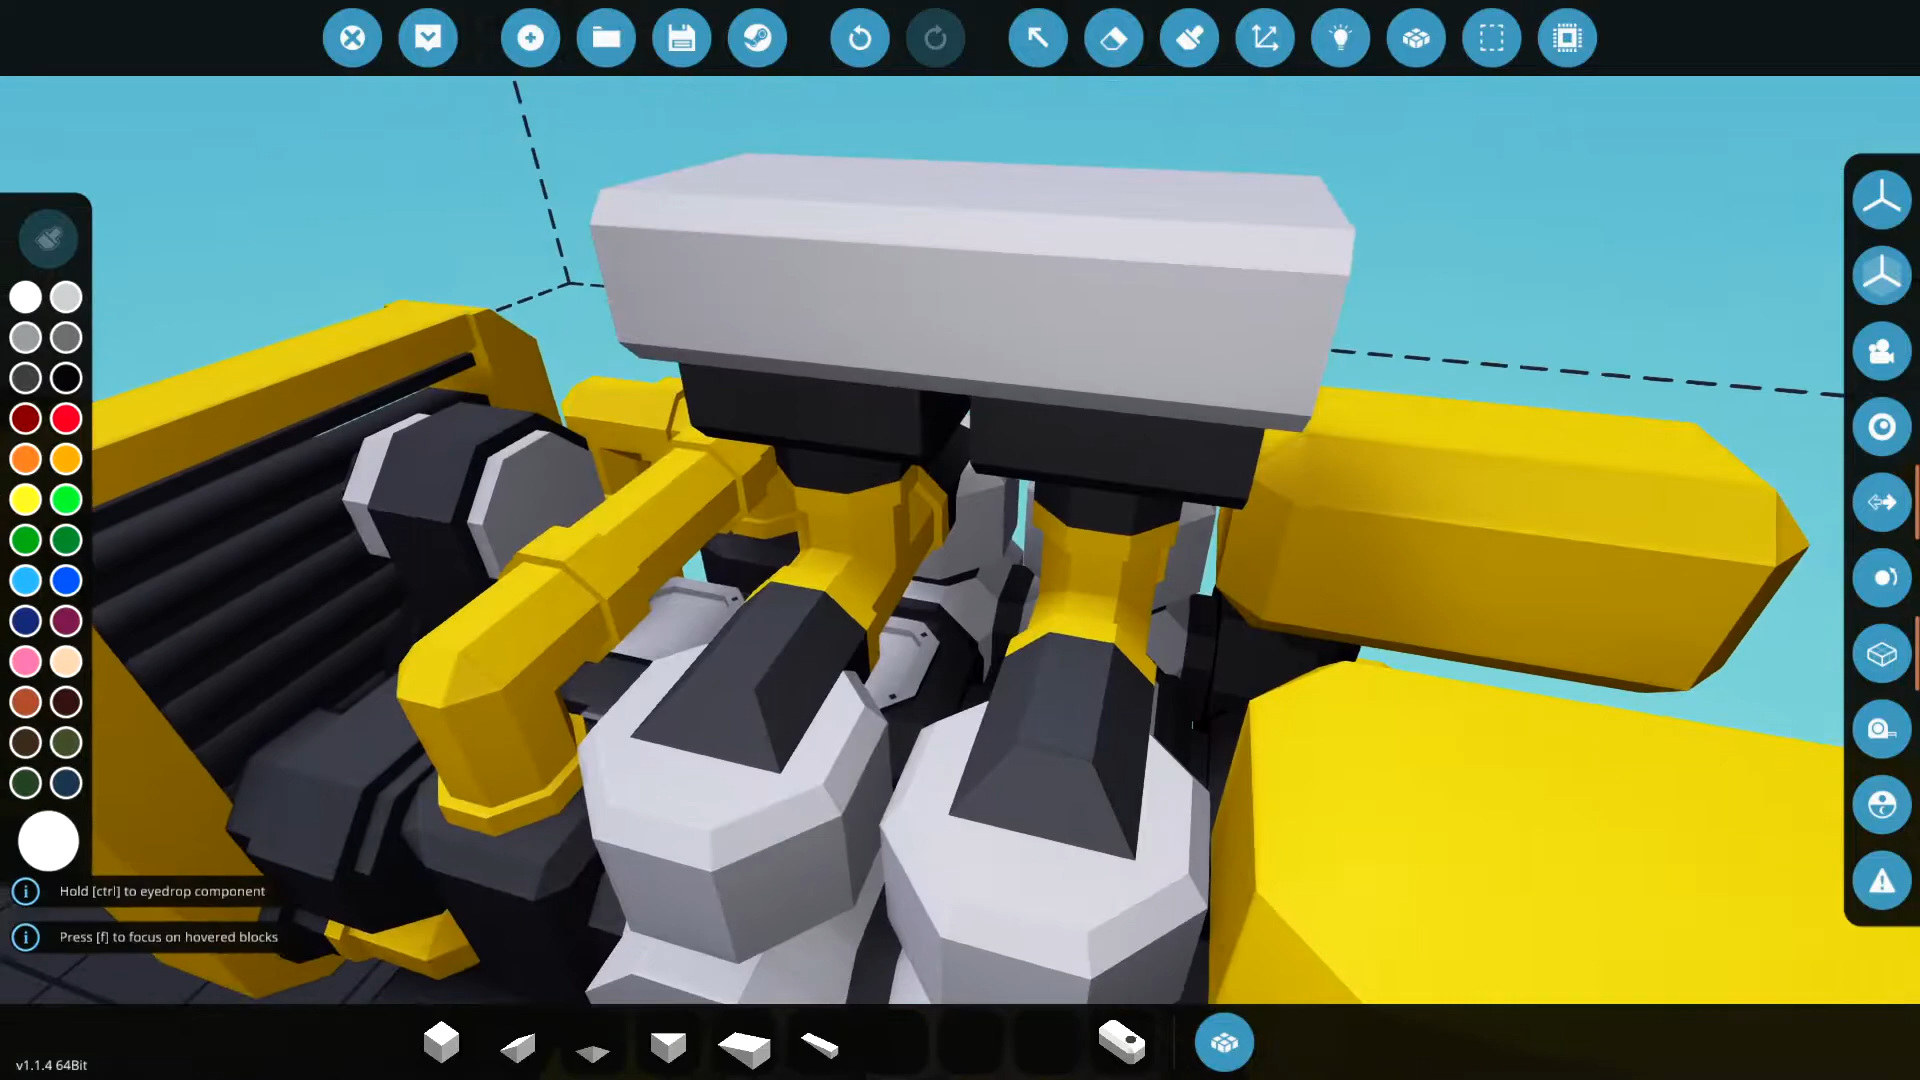 Hold [ctrl] to eyedrop component
Press [f] to focus on hovered blocks
v1.1.4 64Bit